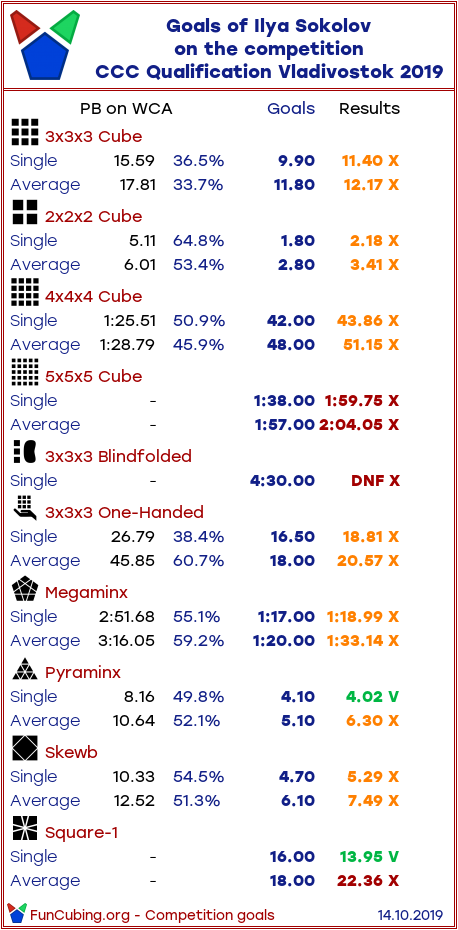 Goals of Ilya Sokolov
on the competition
CCC Qualification Vladivostok 2019
PB on WCA Goals Results
3x3x3 Cube
Single 15.59 36.5% 9.90 11.40 X
Average 17.81 33.7% 11.80 12.17 X
2x2x2 Cube
Single 5.11 64.8% 1.80 2.18 X
Average 6.01 53.4% 2.80 3.41 X
4x4x4 Cube
Single 1:25.51 50.9% 42.00 43.86 X
Average 1:28.79 45.9% 48.00 51.15 X
5x5x5 Cube
Single - 1:38.00 1:59.75 X
Average - 1:57.00 2:04.05 X
3x3x3 Blindfolded
Single - 4:30.00 DNF X
3x3x3 One-Handed
Single 26.79 38.4% 16.50 18.81 X
Average 45.85 60.7% 18.00 20.57 X
Megaminx
Single 2:51.68 55.1% 1:17.00 1:18.99 X
Average 3:16.05 59.2% 1:20.00 1:33.14 X
Pyraminx
Single 8.16 49.8% 4.10 4.02 V
Average 10.64 52.1% 5.10 6.30 X
Skewb
Single 10.33 54.5% 4.70 5.29 X
Average 12.52 51.3% 6.10 7.49 X
Square-1
Single - 16.00 13.95 V
Average - 18.00 22.36 X
FunCubing.org - Competition goals 14.10.2019